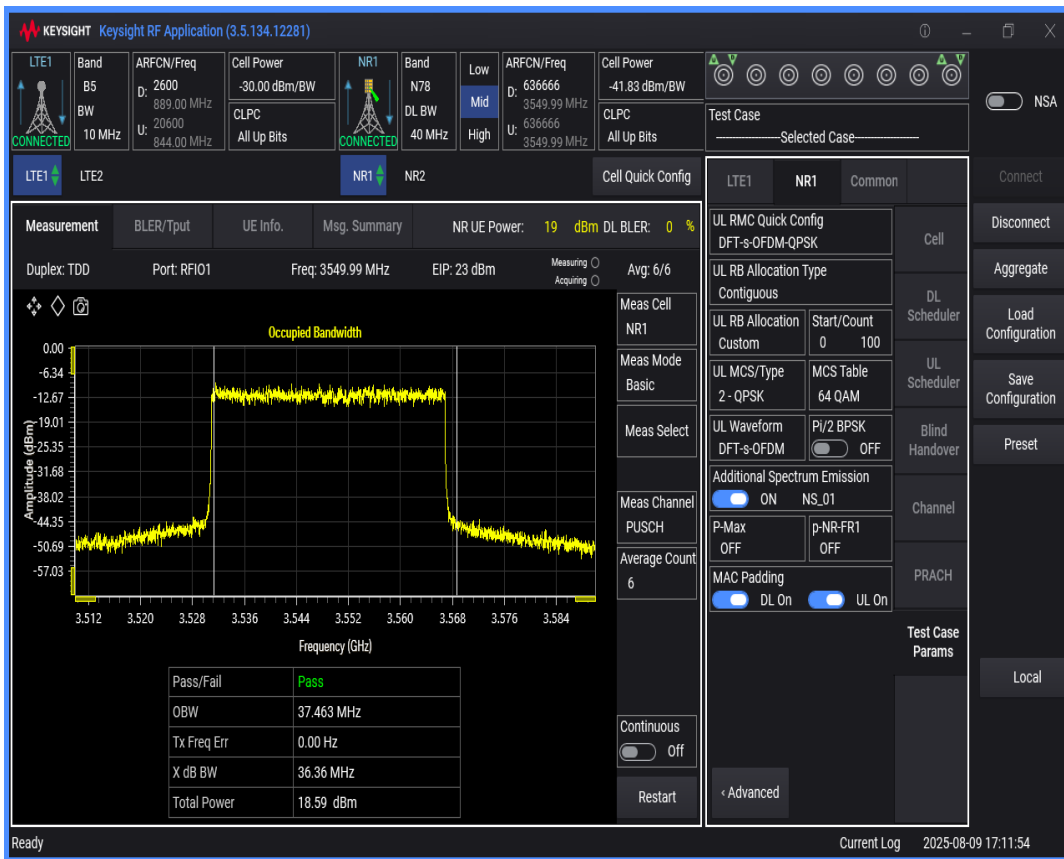 KEYSIGHT Keysight RF Application (3.5.134.12281)
LTE1
CONNECTED
Band
B5
BW
10 MHz
ARFCN/Freq
D: 2600
889.00 MHz
U: 20600
844.00 MHz
Cell Power
-30.00 dBm/BW
CLPC
All Up Bits
NR1
CONNECTED
Band
N78
DL BW
40 MHz
Low
Mid
High
ARFCN/Freq
D: 636666
3549.99 MHz
U: 636666
3549.99 MHz
Cell Power
-41.83 dBm/BW
CLPC
All Up Bits
Test Case
----------------Selected Case----------------
NSA
LTE1 LTE2 NR1 NR2 Cell Quick Config
Measurement BLER/Tput UE Info. Msg. Summary NR UE Power: 19 dBm DL BLER: 0 %
Duplex: TDD Port: RFIO1 Freq: 3549.99 MHz EIP: 23 dBm Measuring Avg: 6/6
Acquiring
Occupied Bandwidth
Amplitude (dBm)
0.00
-6.34
-12.67
-19.01
-25.35
-31.68
-38.02
-44.35
-50.69
-57.03
3.512 3.520 3.528 3.536 3.544 3.552 3.560 3.568 3.576 3.584
Frequency (GHz)
Pass/Fail Pass
OBW 37.463 MHz
Tx Freq Err 0.00 Hz
X dB BW 36.36 MHz
Total Power 18.59 dBm
Meas Cell
NR1
Meas Mode
Basic
Meas Select
Meas Channel
PUSCH
Average Count
6
Continuous
Off
Restart
LTE1 NR1 Common
UL RMC Quick Config
DFT-s-OFDM-QPSK
UL RB Allocation Type
Contiguous
UL RB Allocation Start/Count
Custom 0 100
UL MCS/Type MCS Table
2 - QPSK 64 QAM
UL Waveform Pi/2 BPSK
DFT-s-OFDM OFF
Additional Spectrum Emission
ON NS_01
P-Max p-NR-FR1
OFF OFF
MAC Padding
DL On UL On
‹ Advanced
Cell
DL
Scheduler
UL
Scheduler
Blind
Handover
Channel
PRACH
Test Case
Params
Connect
Disconnect
Aggregate
Load
Configuration
Save
Configuration
Preset
Local
Ready Current Log 2025-08-09 17:11:54